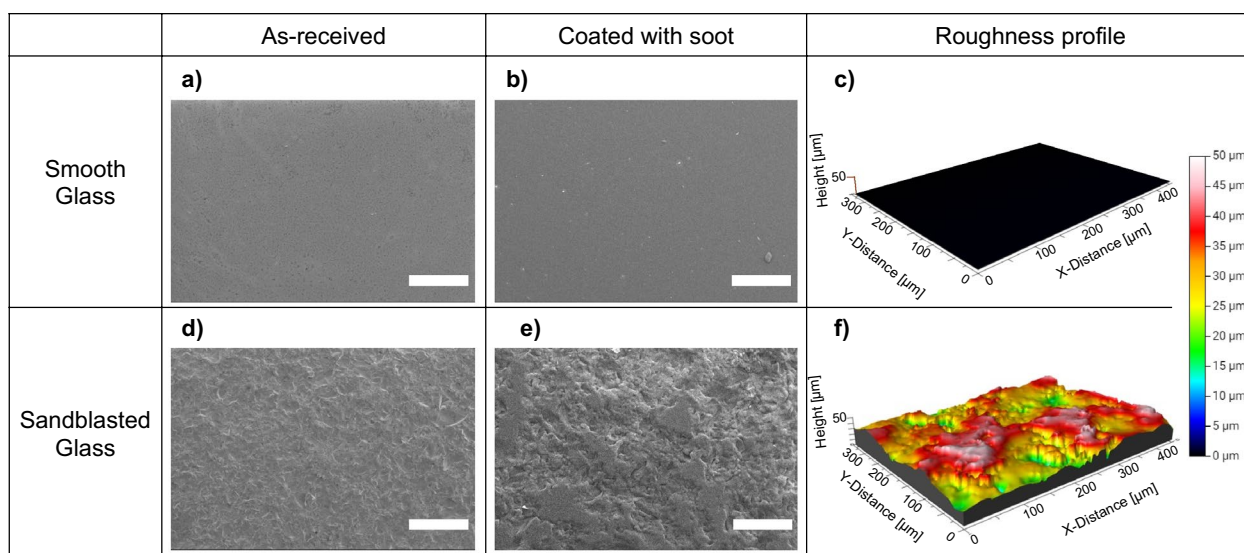 As-received
Coated with soot
Roughness profile
Smooth
Glass
a)
b)
c)
Height [µm]
50
300
200
100
0
Y-Distance [µm]
0
100
200
300
400
X-Distance [µm]
50 µm
45 µm
40 µm
35 µm
30 µm
25 µm
20 µm
15 µm
10 µm
5 µm
0 µm
Sandblasted
Glass
d)
e)
f)
Height [µm]
50
300
200
100
0
Y-Distance [µm]
0
100
200
300
400
X-Distance [µm]